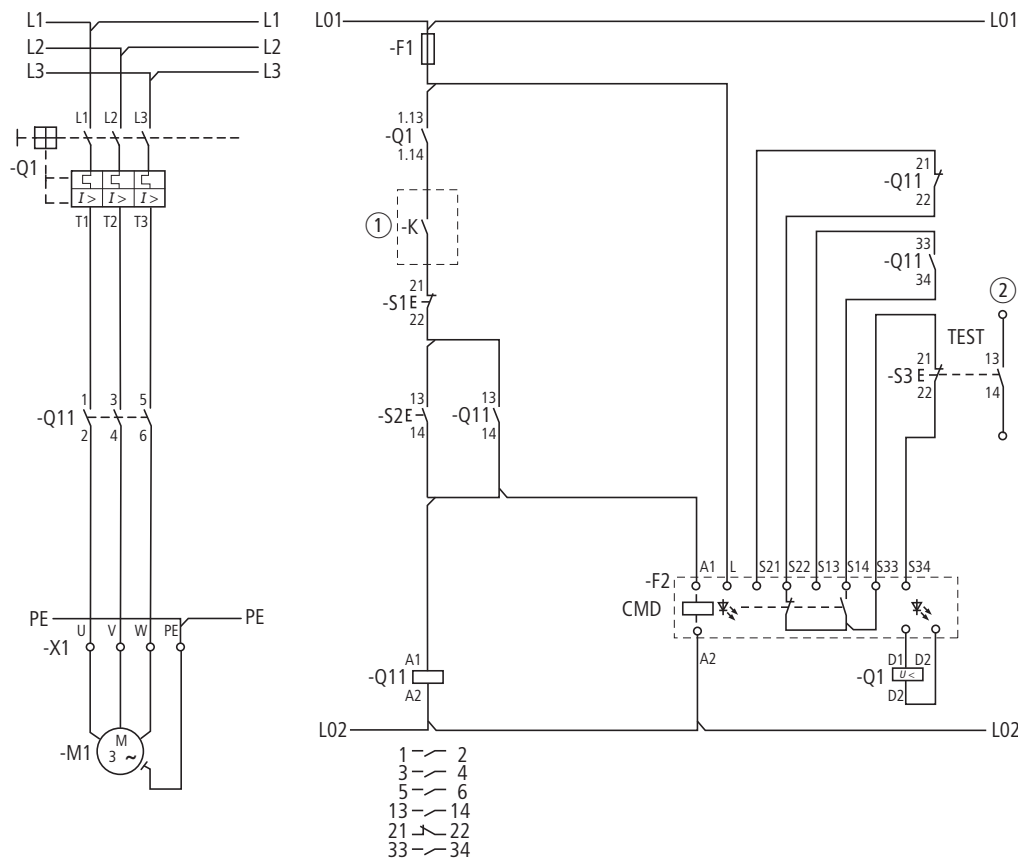 L1 L1
L2 L2
L3 L3
L1 L2 L3
-Q1
I > I > I >
T1 T2 T3
1 3 5
-Q11
2 4 6
PE PE
U V W PE
-X1
-M1
M
3 ~
L01 L01
-F1
1.13
-Q1
1.14
1 -K
21
-S1 E
22
13 13
-S2 E -Q11
14 14
21
-Q11
22
33
-Q11
34
2
TEST
21 13
-S3 E
22 14
A1 L S21 S22 S13 S14 S33 S34
-F2
CMD
A2
D1 D2
-Q1 U <
D2
A1
-Q11
A2
L02 L02
1 2
3 4
5 6
13 14
21 22
33 34